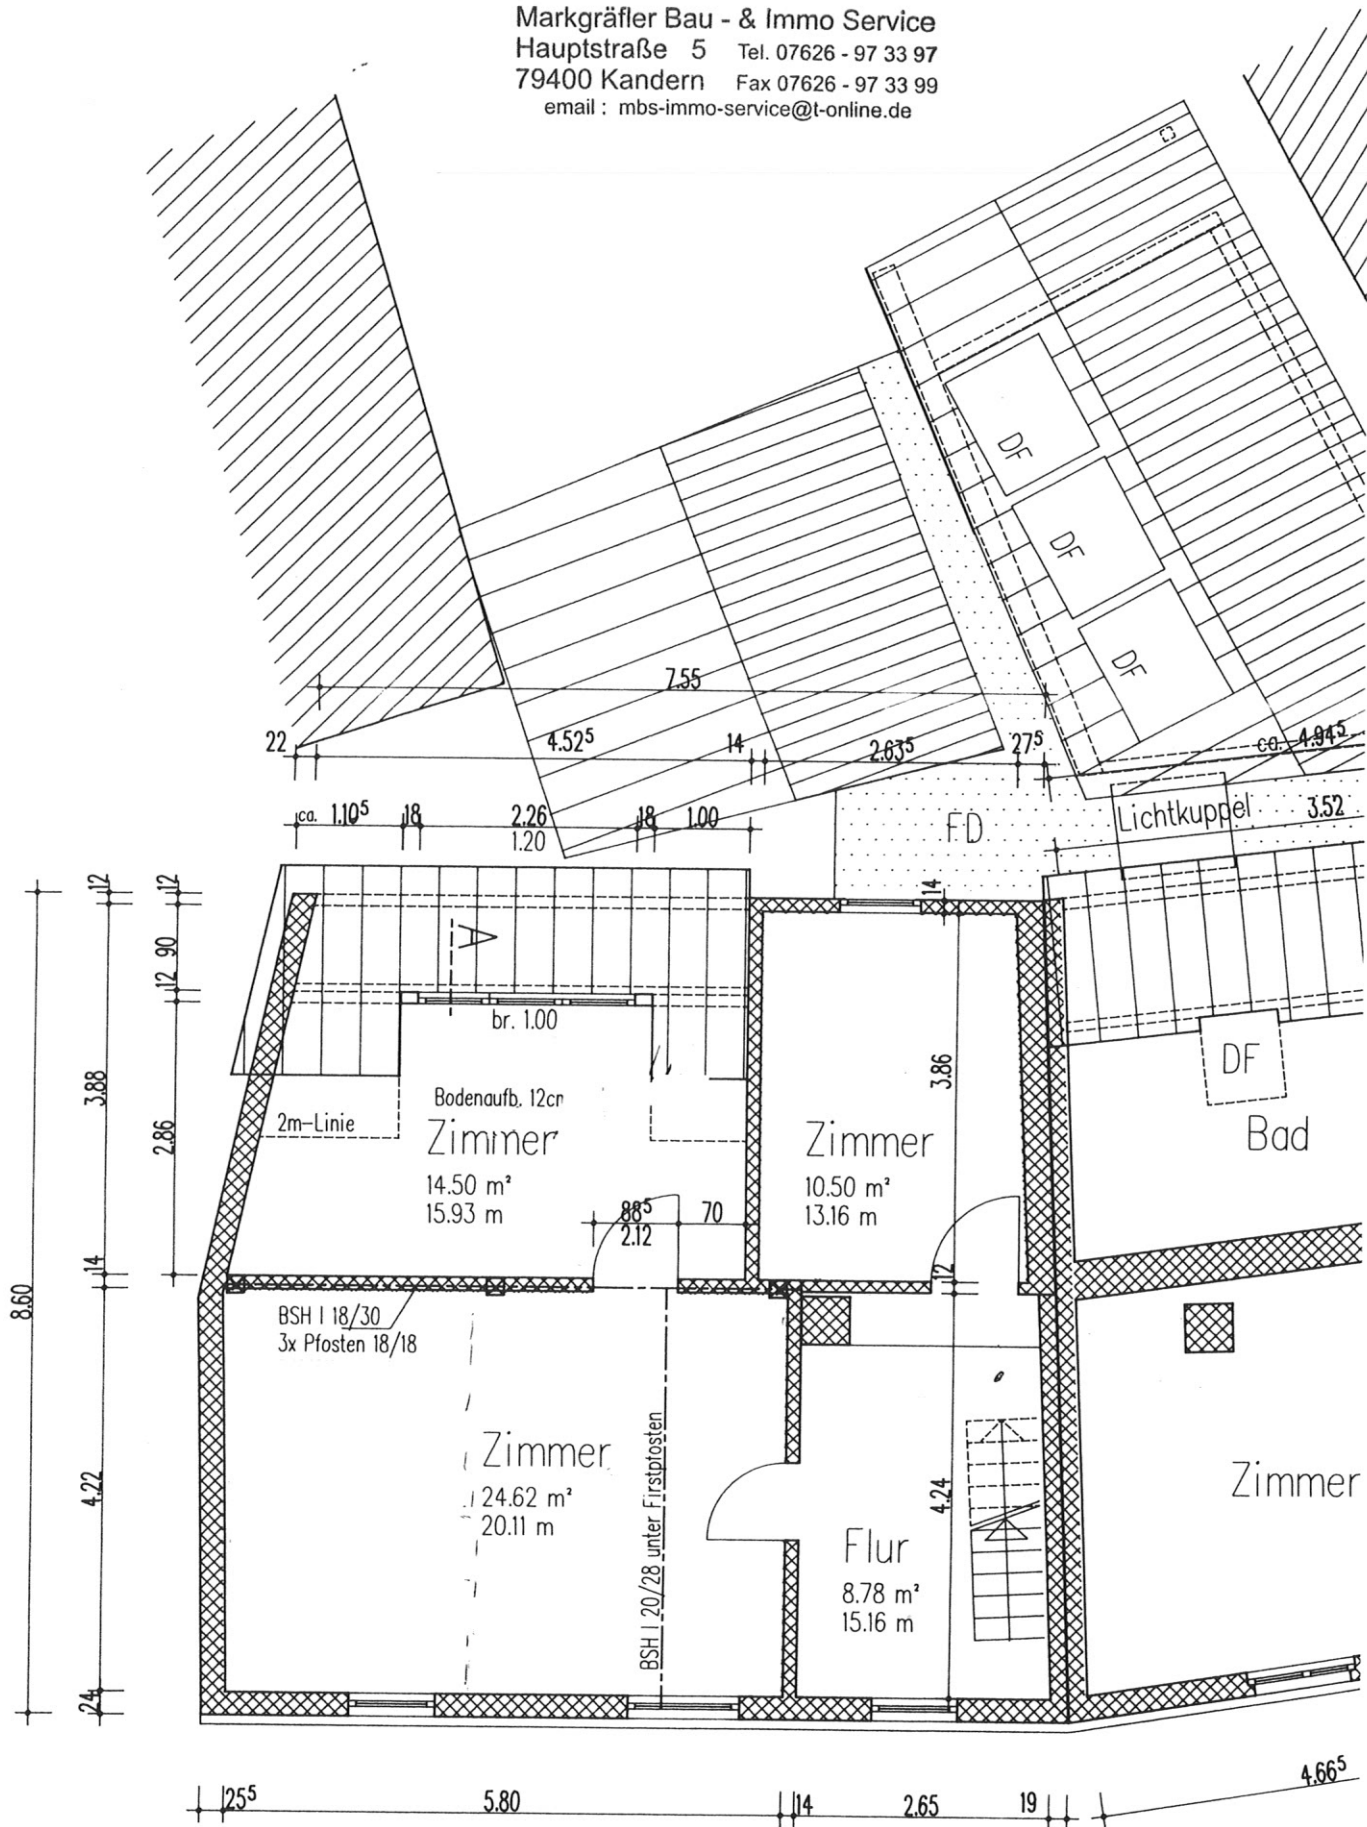 Markgräfler Bau - & Immo Service
Hauptstraße 5 Tel. 07626 - 97 33 97
79400 Kandern Fax 07626 - 97 33 99
email : mbs-immo-service@t-online.de
DF
DF
DF
7.55
22 4.52⁵ 14 2.63⁵ 27⁵ ca. 4.94⁵
ca. 1.10⁵ 18 2.26 18 1.00
1.20
FD
Lichtkuppel 3.52
12
12
14
90
A
12
br. 1.00
DF
3.88
3.86
Bodenaufb. 12cm
2m-Linie
2.86
Zimmer
14.50 m²
15.93 m
Zimmer
10.50 m²
13.16 m
Bad
88⁵ 70
2.12
14
12
8.60
BSH I 18/30
3x Pfosten 18/18
BSH I 20/28 unter Firstpfosten
Zimmer
24.62 m²
20.11 m
4.22
4.24
Zimmer
Flur
8.78 m²
15.16 m
24
4.66⁵
25⁵ 5.80 14 2.65 19